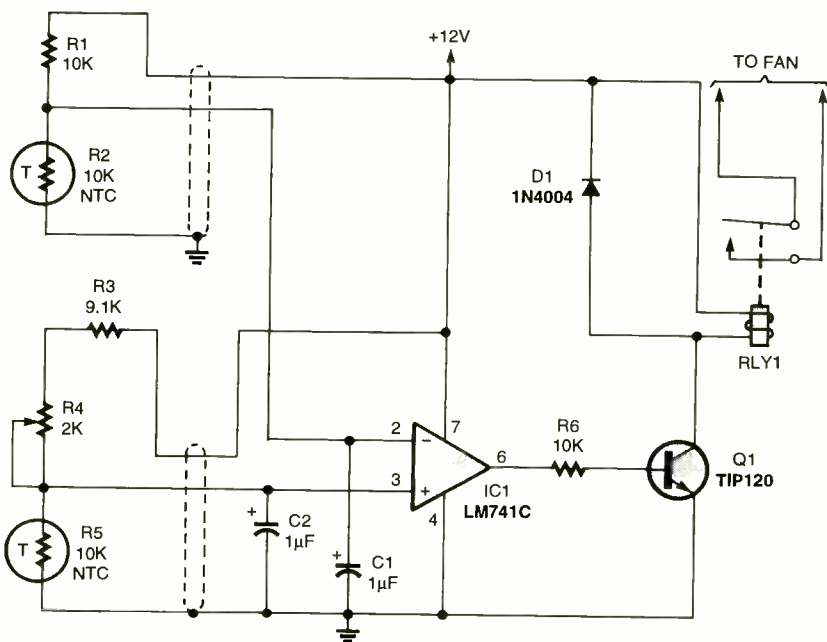 R1
10K
T
R2
10K
NTC
+12V
TO FAN
D1
1N4004
R3
9.1K
RLY1
R4
2K
2
7
3
6
4
IC1
LM741C
R6
10K
Q1
TIP120
T
R5
10K
NTC
+
C2
1µF
+
C1
1µF
−
+